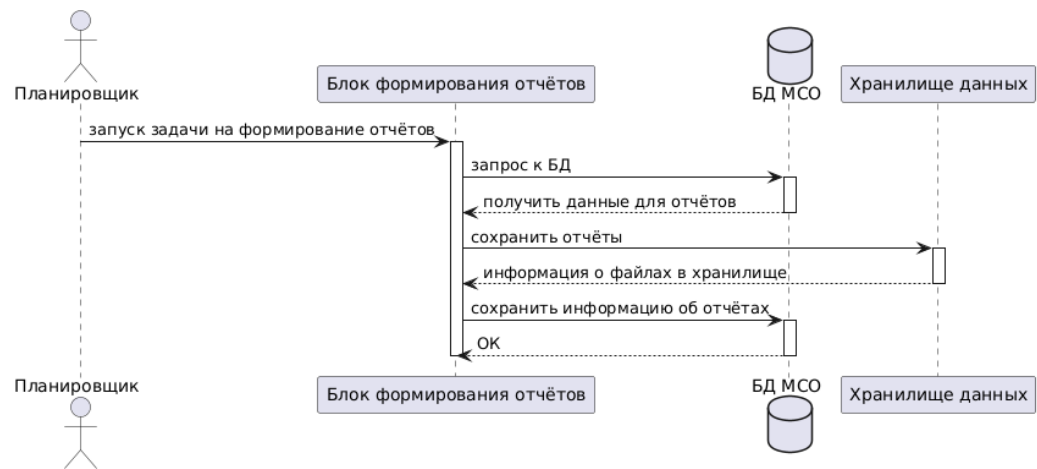 Планировщик
Блок формирования отчётов
БД МСО
Хранилище данных
запуск задачи на формирование отчётов
запрос к БД
получить данные для отчётов
сохранить отчёты
информация о файлах в хранилище
сохранить информацию об отчётах
ОК
Планировщик
Блок формирования отчётов
БД МСО
Хранилище данных